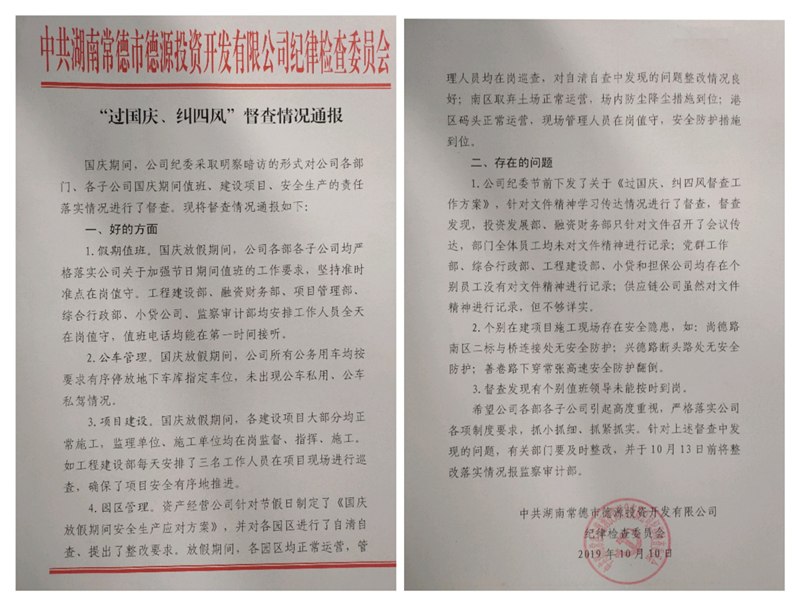 中共湖南常德市德源投资开发有限公司纪律检查委员会
“过国庆、纠四风”督查情况通报
国庆期间，公司纪委采取明察暗访的形式对公司各部
门、各子公司国庆期间值班、建设项目、安全生产的责任
落实情况进行了督查。现将督查情况通报如下：
一、好的方面
1.假期值班。国庆放假期间，公司各部各子公司均严
格落实公司关于加强节日期间值班的工作要求，坚持准时
准点在岗值守。工程建设部、融资财务部、项目管理部、
综合行政部、小贷公司、监察审计部均安排工作人员全天
在岗值守，值班电话均能在第一时间接听。
2.公车管理。国庆放假期间，公司所有公务用车均按
要求有序停放地下车库指定车位，未出现公车私用、公车
私驾情况。
3.项目建设。国庆放假期间，各建设项目大部分均正
常施工，监理单位、施工单位均在岗监督、指挥、施工。
如工程建设部每天安排了三名工作人员在项目现场进行巡
查，确保了项目安全有序地推进。
4.园区管理。资产经营公司针对节假日制定了《国庆
放假期间安全生产应对方案》，并对各园区进行了自清自
查、提出了整改要求。放假期间，各园区均正常运营，管
理人员均在岗巡查，对自清自查中发现的问题整改情况良
好；南区取弃土场正常运营，场内防尘降尘措施到位；港
区码头正常运营，现场管理人员在岗值守，安全防护措施
到位。
二、存在的问题
1.公司纪委节前下发了关于《过国庆、纠四风督查工
作方案》，针对文件精神学习传达情况进行了督查，督查
发现，投资发展部、融资财务部只针对文件召开了会议传
达，部门全体员工均未对文件精神进行记录；党群工作
部、综合行政部、工程建设部、小贷和担保公司均存在个
别员工没有对文件精神进行记录；供应链公司虽然对文件
精神进行记录，但不够详实。
2.个别在建项目施工现场存在安全隐患，如：尚德路
南区二标与桥连接处无安全防护；兴德路断头路处无安全
防护；善卷路下穿常张高速安全防护翻倒。
3.督查发现有个别值班领导未能按时到岗。
希望公司各部各子公司引起高度重视，严格落实公司
各项制度要求，抓小抓细、抓紧抓实。针对上述督查中发
现的问题，有关部门要及时整改，并于10月13日前将整
改落实情况报监察审计部。
中共湖南常德市德源投资开发有限公司
纪律检查委员会
2019年10月10日